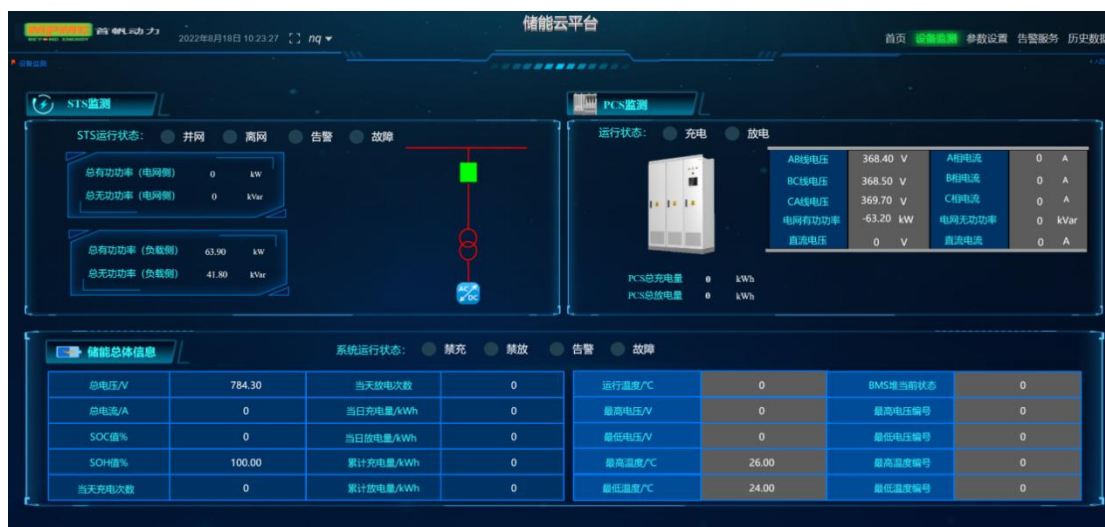 储能云平台
首帆动力 2022年8月18日 10:23:27 nq
首页 设备监测 参数设置 告警服务 历史数据
设备监测
STS监测
STS运行状态: 并网 离网 告警 故障
总有功功率(电网侧) 0 kW
总无功功率(电网侧) 0 kVar
总有功功率(负载侧) 63.90 kW
总无功功率(负载侧) 41.80 kVar
AC
DC
PCS监测
运行状态: 充电 放电
AB线电压 368.40 V A相电流 0 A
BC线电压 368.50 V B相电流 0 A
CA线电压 369.70 V C相电流 0 A
电网有功功率 -63.20 kW 电网无功功率 0 kVar
直流电压 0 V 直流电流 0 A
PCS总充电量 0 kWh
PCS总放电量 0 kWh
储能总体信息
系统运行状态: 禁充 禁放 告警 故障
总电压/V 784.30 当天放电次数 0 运行温度/℃ 0 BMS堆当前状态 0
总电流/A 0 当日充电量/kWh 0 最高电压/V 0 最高电压编号 0
SOC值% 0 当日放电量/kWh 0 最低电压/V 0 最低电压编号 0
SOH值% 100.00 累计充电量/kWh 0 最高温度/℃ 26.00 最高温度编号 0
当天充电次数 0 累计放电量/kWh 0 最低温度/℃ 24.00 最低温度编号 0